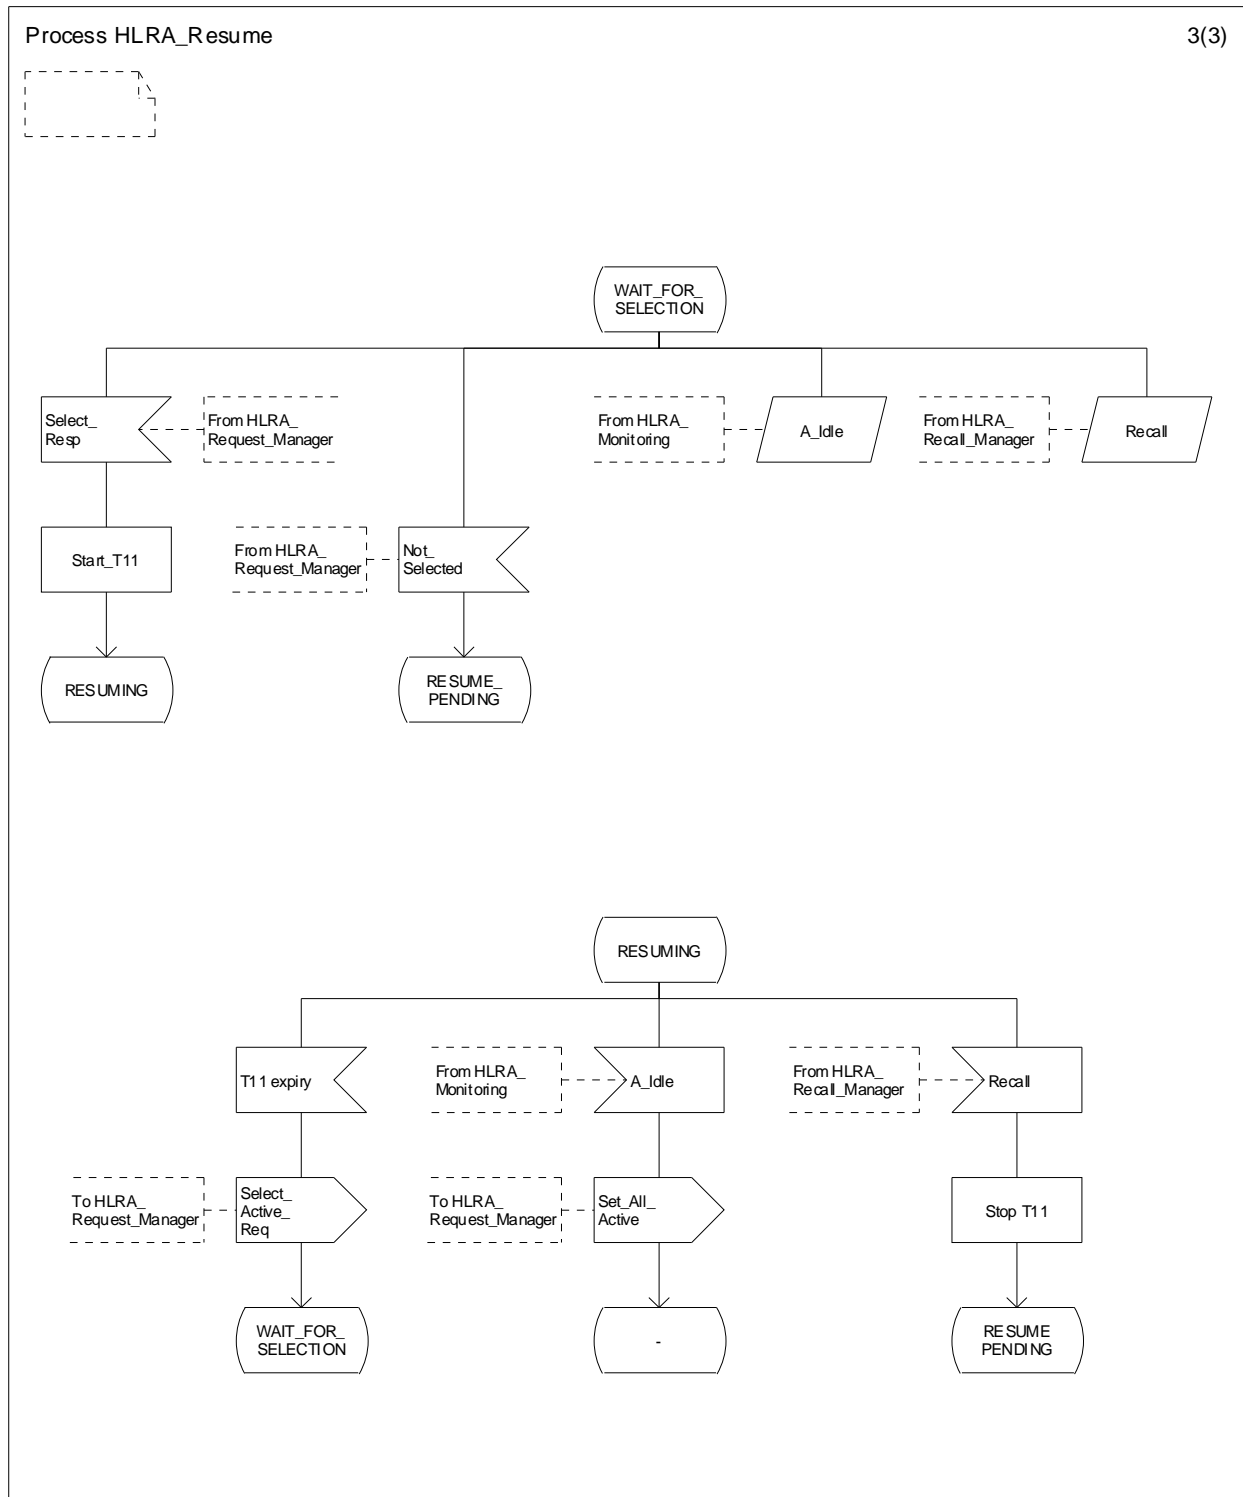 Process HLRA_Resume
3(3)
WAIT_FOR_
SELECTION
Select_
Resp
From HLRA_
Request_Manager
From HLRA_
Monitoring
A_Idle
From HLRA_
Recall_Manager
Recall
Start_T11
From HLRA_
Request_Manager
Not_
Selected
RESUMING
RESUME_
PENDING
RESUMING
T11 expiry
From HLRA_
Monitoring
A_Idle
From HLRA_
Recall_Manager
Recall
To HLRA_
Request_Manager
Select_
Active_
Req
To HLRA_
Request_Manager
Set_All_
Active
Stop T11
WAIT_FOR_
SELECTION
-
RESUME
PENDING